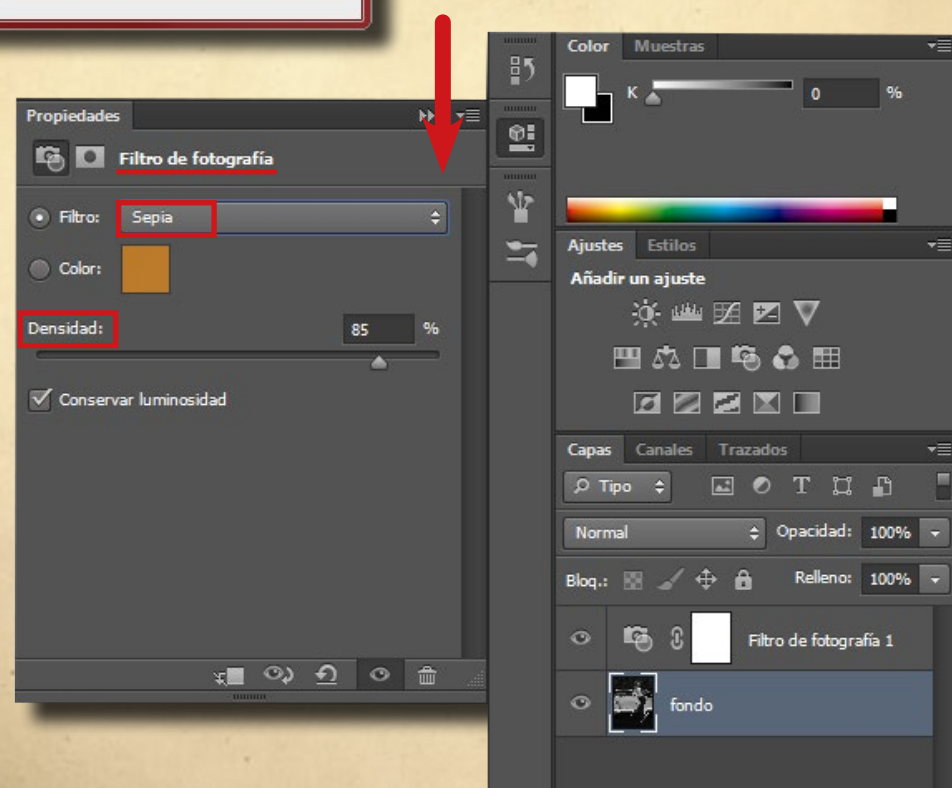 Propiedades
Filtro de fotografía
Filtro: Sepia
Color:
Densidad: 85 %
Conservar luminosidad
Color Muestras
K 0 %
Ajustes Estilos
Añadir un ajuste
Capas Canales Trazados
Tipo T
Normal Opacidad: 100%
Bloq.: Relleno: 100%
Filtro de fotografía 1
fondo